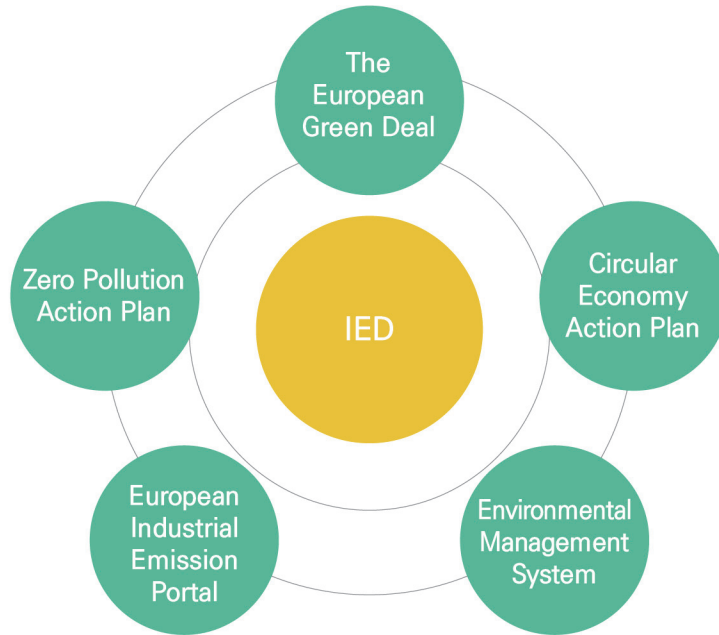 The
European
Green Deal
Zero Pollution
Action Plan
IED
Circular
Economy
Action Plan
European
Industrial
Emission
Portal
Environmental
Management
System